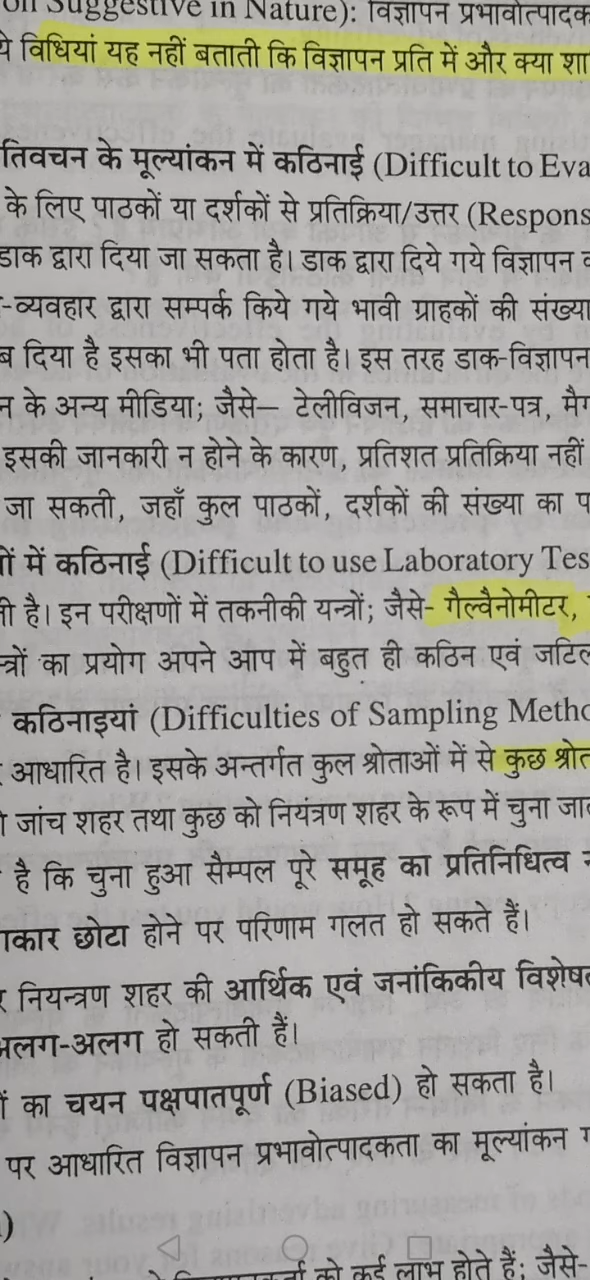 on Suggestive in Nature): विज्ञापन प्रभावोत्पादक
ये विधियां यह नहीं बताती कि विज्ञापन प्रति में और क्या शा
तिवचन के मूल्यांकन में कठिनाई (Difficult to Eva
के लिए पाठकों या दर्शकों से प्रतिक्रिया/उत्तर (Respons
डाक द्वारा दिया जा सकता है। डाक द्वारा दिये गये विज्ञापन व
-व्यवहार द्वारा सम्पर्क किये गये भावी ग्राहकों की संख्या
ब दिया है इसका भी पता होता है। इस तरह डाक-विज्ञापन
न के अन्य मीडिया; जैसे— टेलीविजन, समाचार-पत्र, मैग
इसकी जानकारी न होने के कारण, प्रतिशत प्रतिक्रिया नहीं
जा सकती, जहाँ कुल पाठकों, दर्शकों की संख्या का प
ों में कठिनाई (Difficult to use Laboratory Tes
ी है। इन परीक्षणों में तकनीकी यन्त्रों; जैसे- गैल्वैनोमीटर,
न्त्रों का प्रयोग अपने आप में बहुत ही कठिन एवं जटिल
कठिनाइयां (Difficulties of Sampling Metho
आधारित है। इसके अन्तर्गत कुल श्रोताओं में से कुछ श्रोत
ो जांच शहर तथा कुछ को नियंत्रण शहर के रूप में चुना जात
है कि चुना हुआ सैम्पल पूरे समूह का प्रतिनिधित्व न
ाकार छोटा होने पर परिणाम गलत हो सकते हैं।
र नियन्त्रण शहर की आर्थिक एवं जनांकिकीय विशेषत
अलग-अलग हो सकती हैं।
ं का चयन पक्षपातपूर्ण (Biased) हो सकता है।
पर आधारित विज्ञापन प्रभावोत्पादकता का मूल्यांकन ग
)
को कई लाभ होते हैं; जैसे-